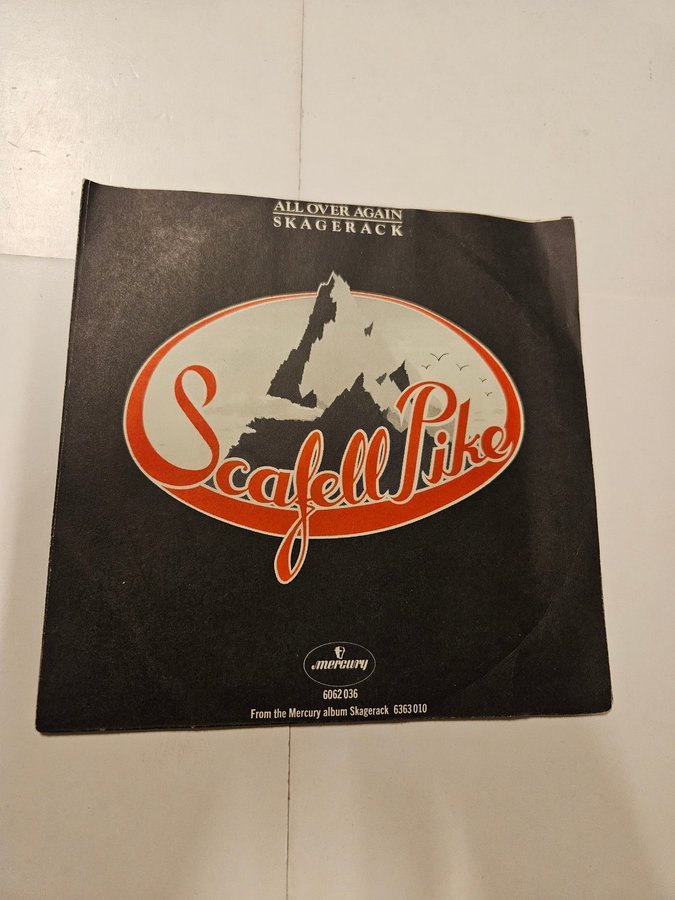 ALL OVER AGAIN
SKAGERACK
Scafell Pike
mercury
6062 036
From the Mercury album Skagerack 6363 010